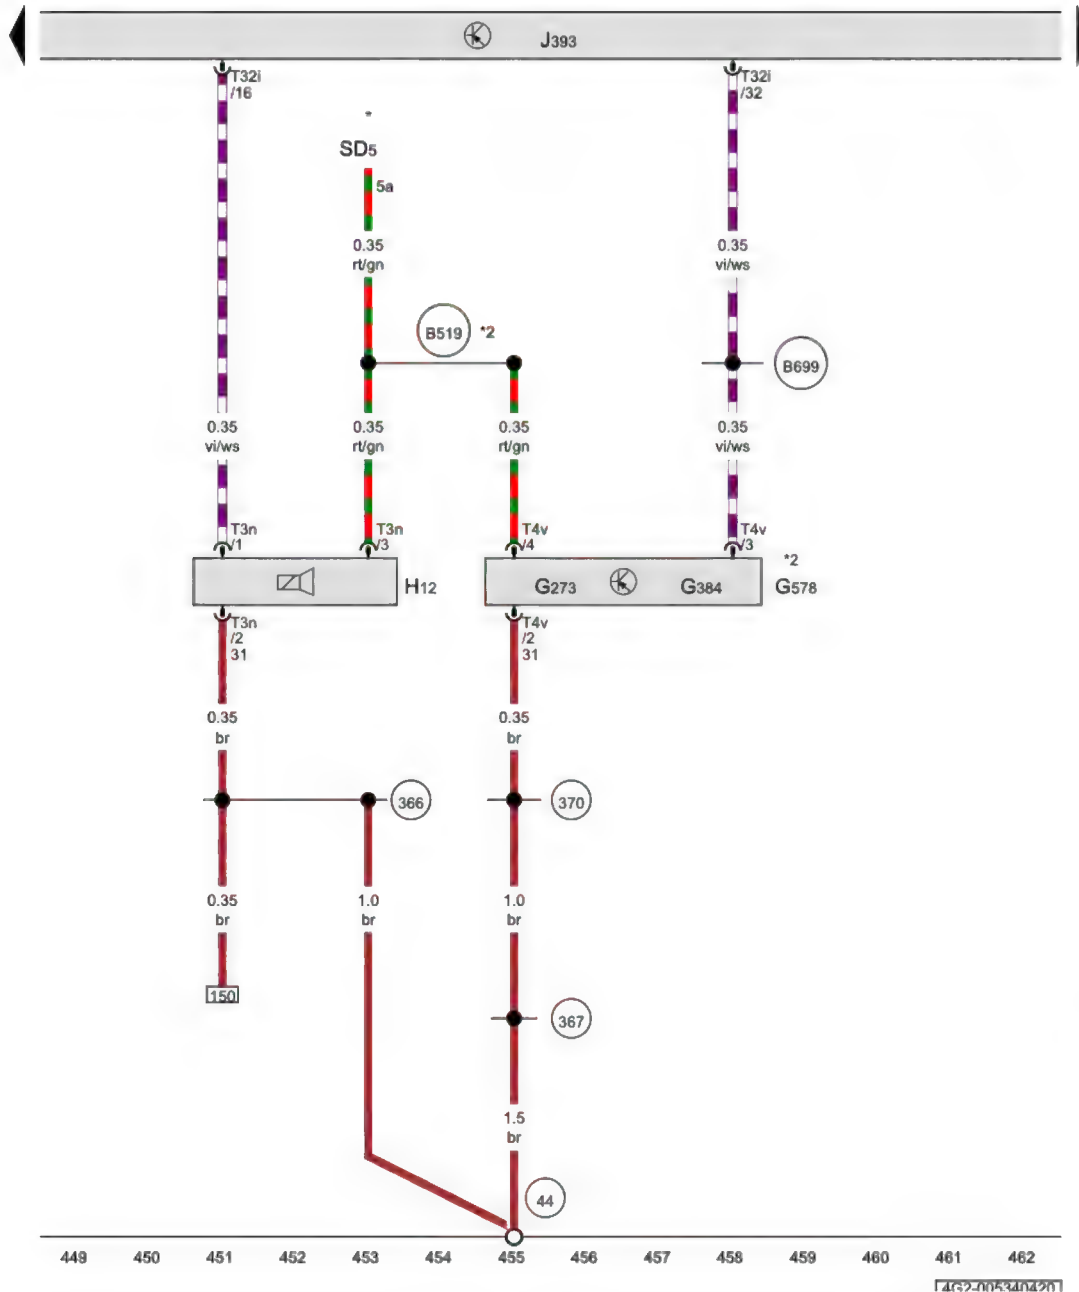 J393
T32i
/16
T32i
/32
*
SD5
5a
0.35
rt/gn
0.35
vi/ws
B519 *2
B699
0.35
vi/ws
0.35
rt/gn
0.35
rt/gn
0.35
vi/ws
T3n
/1
T3n
/3
T4v
/4
T4v
/3
*2
H12
G273
G384
G578
T3n
/2
31
T4v
/2
31
0.35
br
0.35
br
366
370
0.35
br
1.0
br
1.0
br
150
367
1.5
br
44
449 450 451 452 453 454 455 456 457 458 459 460 461 462
4G2-005340420